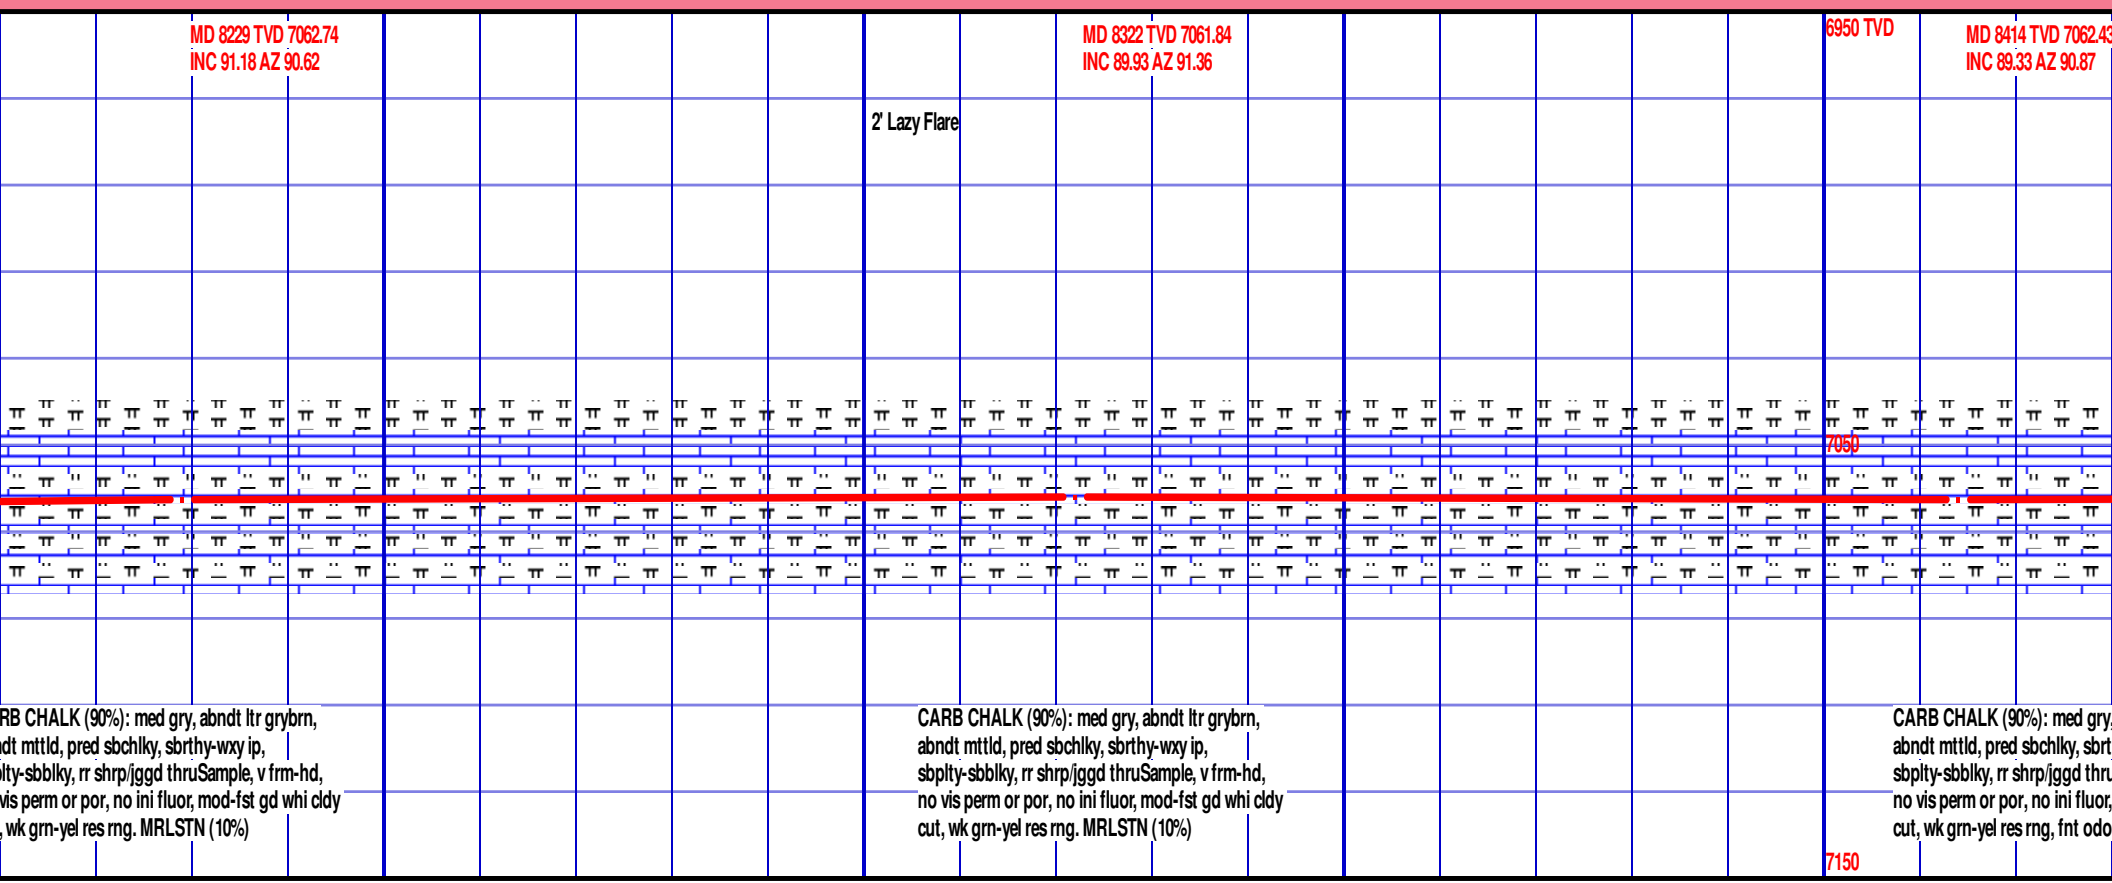 MD 8229 TVD 7062.74
INC 91.18 AZ 90.62
MD 8322 TVD 7061.84
INC 89.93 AZ 91.36
6950 TVD
MD 8414 TVD 7062.43
INC 89.33 AZ 90.87
2' Lazy Flare
7050
RB CHALK (90%): med gry, abndt ltr grybrn,
dt mttld, pred sbchlky, sbrthy-wxy ip,
lty-sbblky, rr shrp/jggd thruSample, v frm-hd,
vis perm or por, no ini fluor, mod-fst gd whi cldy
, wk grn-yel res rng. MRLSTN (10%)
CARB CHALK (90%): med gry, abndt ltr grybrn,
abndt mttld, pred sbchlky, sbrthy-wxy ip,
sbplty-sbblky, rr shrp/jggd thruSample, v frm-hd,
no vis perm or por, no ini fluor, mod-fst gd whi cldy
cut, wk grn-yel res rng. MRLSTN (10%)
CARB CHALK (90%): med gry,
abndt mttld, pred sbchlky, sbrt
sbplty-sbblky, rr shrp/jggd thru
no vis perm or por, no ini fluor,
cut, wk grn-yel res rng, fnt odo
7150